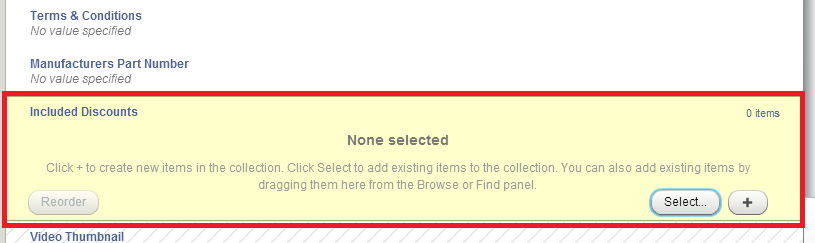 Terms & Conditions
No value specified
Manufacturers Part Number
No value specified
Included Discounts
0 items
None selected
Click + to create new items in the collection. Click Select to add existing items to the collection. You can also add existing items by
dragging them here from the Browse or Find panel.
Reorder
Select...
+
Video Thumbnail